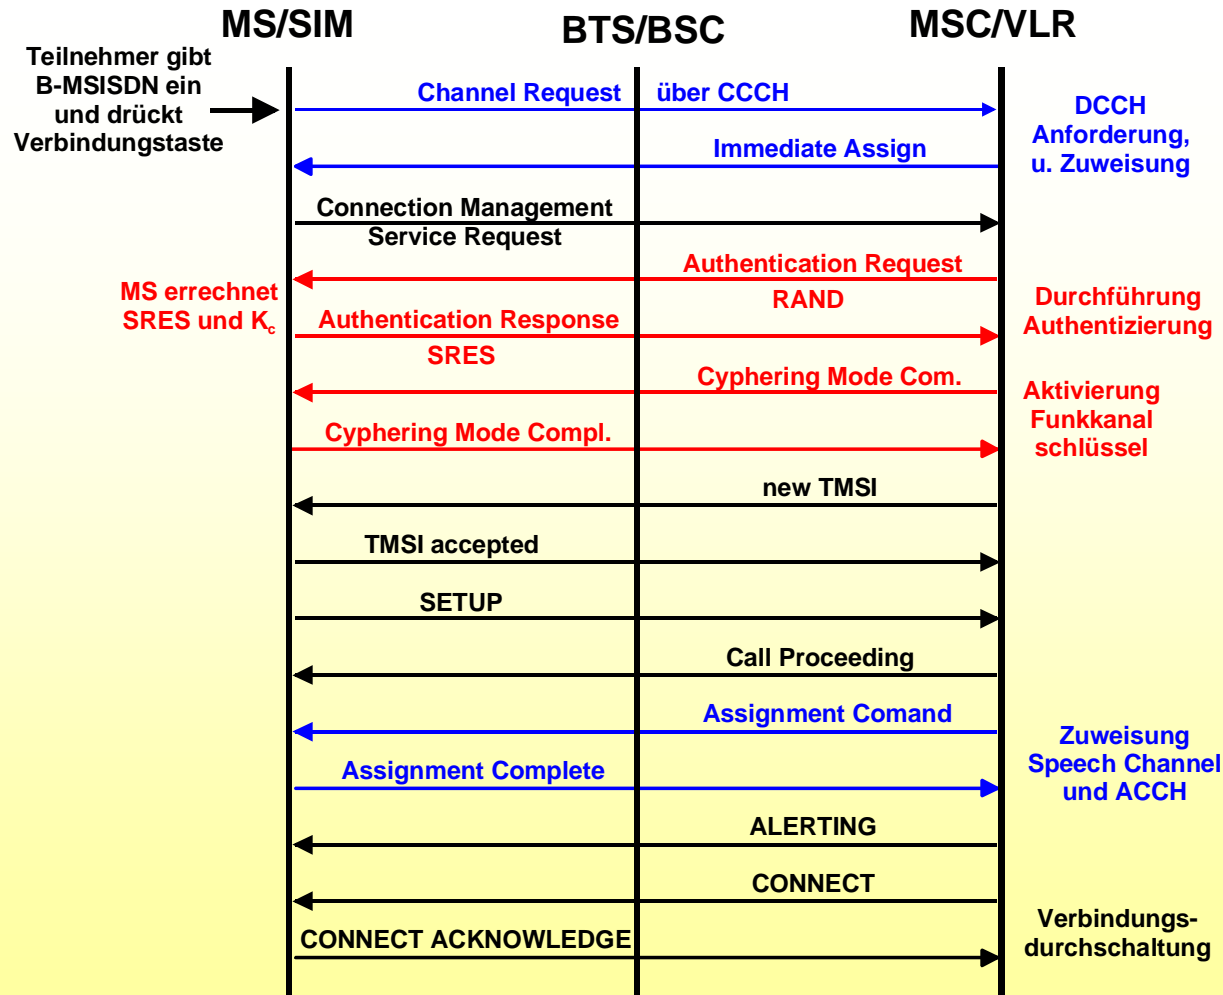 MS/SIM
BTS/BSC
MSC/VLR
Teilnehmer gibt
B-MSISDN ein
und drückt
Verbindungstaste
Channel Request über CCCH
DCCH
Anforderung,
u. Zuweisung
Immediate Assign
Connection Management
Service Request
Authentication Request
RAND
MS errechnet
SRES und Kc
Durchführung
Authentizierung
Authentication Response
SRES
Cyphering Mode Com.
Aktivierung
Funkkanal
schlüssel
Cyphering Mode Compl.
new TMSI
TMSI accepted
SETUP
Call Proceeding
Assignment Comand
Zuweisung
Speech Channel
und ACCH
Assignment Complete
ALERTING
CONNECT
Verbindungs-
durchschaltung
CONNECT ACKNOWLEDGE